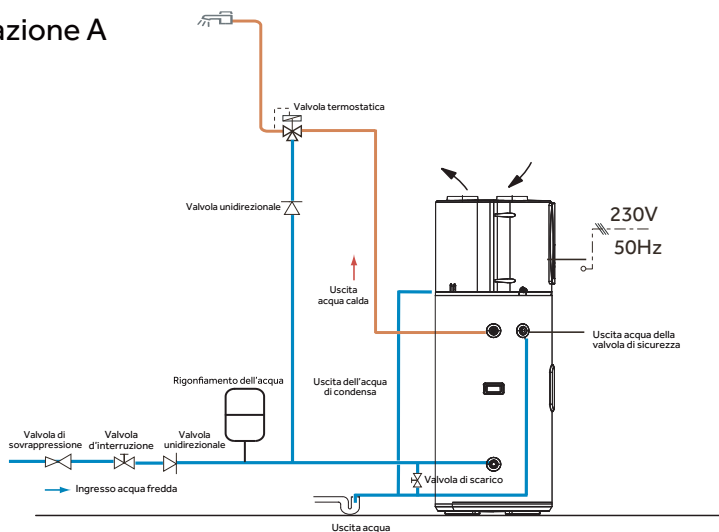 azione A
Valvola termostatica
Valvola unidirezionale
230V
50Hz
Uscita
acqua calda
Uscita acqua della
valvola di sicurezza
Rigonfiamento dell'acqua
Uscita dell'acqua
di condensa
Valvola di
sovrappressione
Valvola
d'interruzione
Valvola
unidirezionale
Valvola di scarico
Ingresso acqua fredda
Uscita acqua